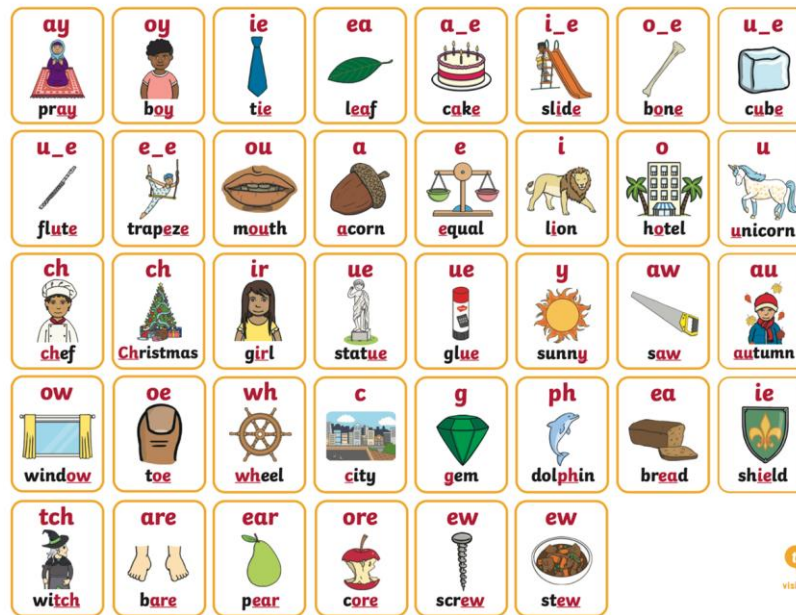 ay oy ie ea a_e i_e o_e u_e
pray boy tie leaf cake slide bone cube
u_e e_e ou a e i o u
flute trapeze mouth acorn equal lion hotel unicorn
ch ch ir ue ue y aw au
chef Christmas girl statue glue sunny saw autumn
ow oe wh c g ph ea ie
window toe wheel city gem dolphin bread shield
tch are ear ore ew ew
witch bare pear core screw stew